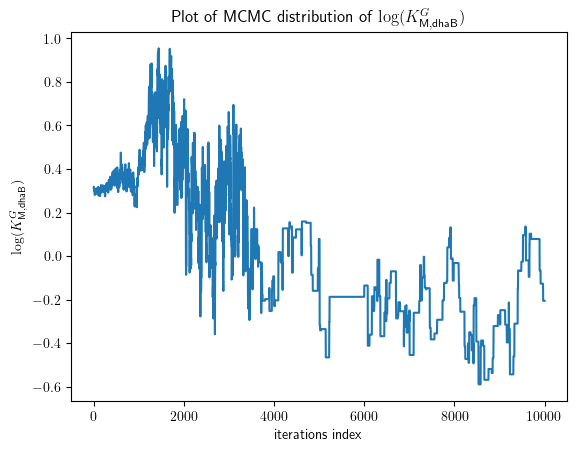 Plot of MCMC distribution of log(K^G_M,dhaB)
log(K^G_M,dhaB)
1.0
0.8
0.6
0.4
0.2
0.0
−0.2
−0.4
−0.6
0 2000 4000 6000 8000 10000
iterations index